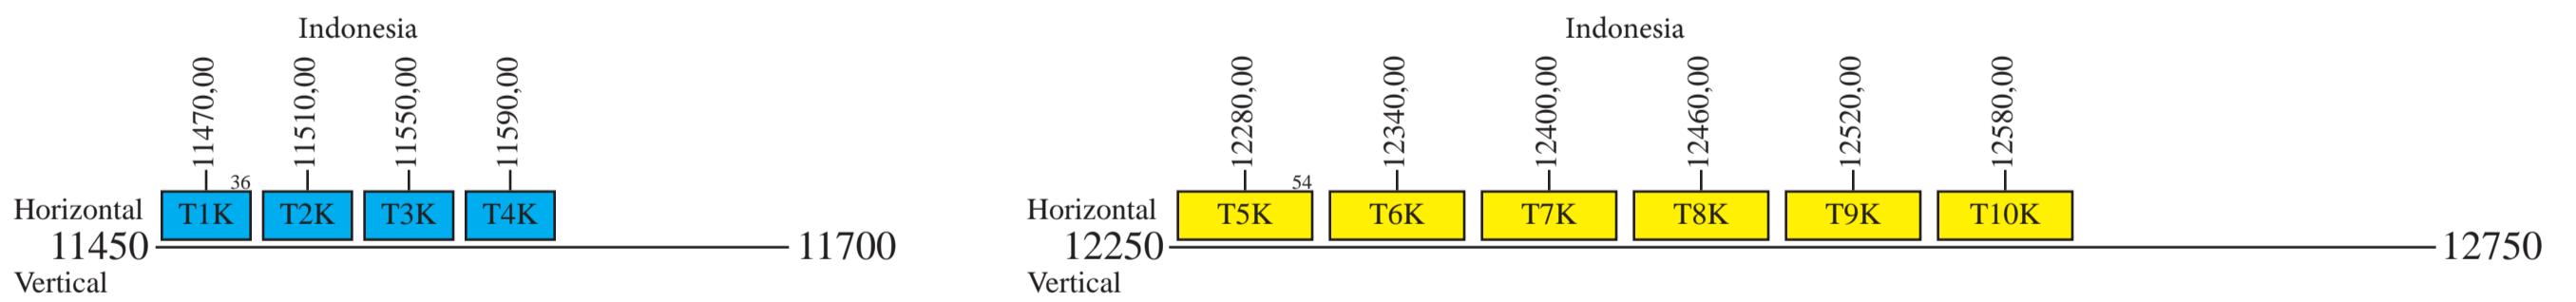 Indonesia
11470,00 11510,00 11550,00 11590,00
36
Horizontal T1K T2K T3K T4K
11450 11700
Vertical
Indonesia
12280,00 12340,00 12400,00 12460,00 12520,00 12580,00
54
Horizontal T5K T6K T7K T8K T9K T10K
12250 12750
Vertical